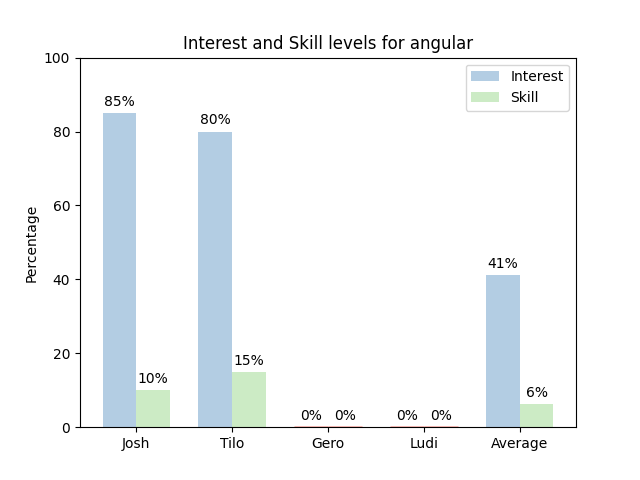 Interest and Skill levels for angular
100
80
60
40
20
0
Percentage
Interest
Skill
85%
10%
80%
15%
0% 0%
0% 0%
41%
6%
Josh Tilo Gero Ludi Average